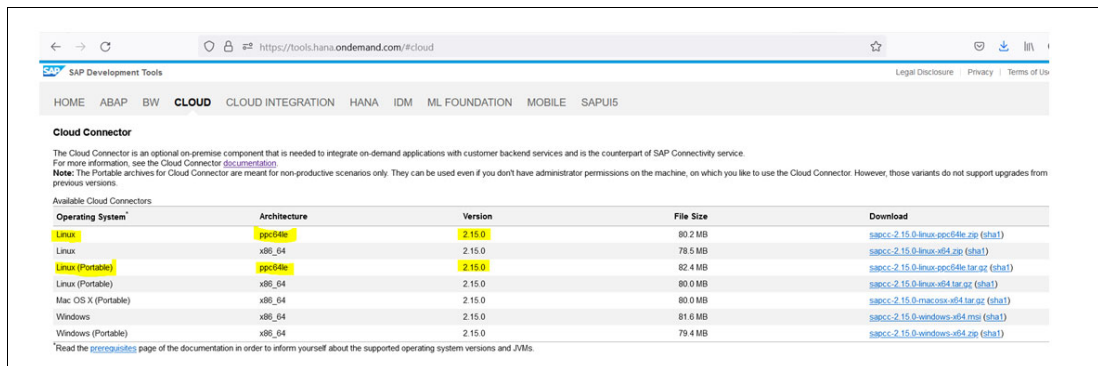 https://tools.hana.ondemand.com/#cloud
SAP SAP Development Tools Legal Disclosure | Privacy | Terms of Us
HOME ABAP BW CLOUD CLOUD INTEGRATION HANA IDM ML FOUNDATION MOBILE SAPUI5
Cloud Connector
The Cloud Connector is an optional on-premise component that is needed to integrate on-demand applications with customer backend services and is the counterpart of SAP Connectivity service.
For more information, see the Cloud Connector documentation.
Note: The Portable archives for Cloud Connector are meant for non-productive scenarios only. They can be used even if you don't have administrator permissions on the machine, on which you like to use the Cloud Connector. However, those variants do not support upgrades from
previous versions.
Available Cloud Connectors
Operating System* Architecture Version File Size Download
Linux ppc64le 2.15.0 80.2 MB sapcc-2.15.0-linux-ppc64le.zip (sha1)
Linux x86_64 2.15.0 78.5 MB sapcc-2.15.0-linux-x64.zip (sha1)
Linux (Portable) ppc64le 2.15.0 82.4 MB sapcc-2.15.0-linux-ppc64le.tar.gz (sha1)
Linux (Portable) x86_64 2.15.0 80.0 MB sapcc-2.15.0-linux-x64.tar.gz (sha1)
Mac OS X (Portable) x86_64 2.15.0 80.0 MB sapcc-2.15.0-macosx-x64.tar.gz (sha1)
Windows x86_64 2.15.0 81.6 MB sapcc-2.15.0-windows-x64.msi (sha1)
Windows (Portable) x86_64 2.15.0 79.4 MB sapcc-2.15.0-windows-x64.zip (sha1)
*Read the prerequisites page of the documentation in order to inform yourself about the supported operating system versions and JVMs.